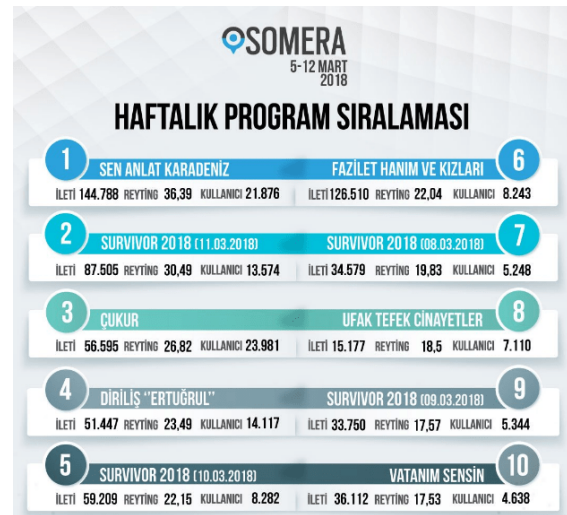 SOMERA
5-12 MART
2018
HAFTALIK PROGRAM SIRALAMASI
1
SEN ANLAT KARADENİZ
İLETİ 144.788 REYTİNG 36,39 KULLANICI 21.876
2
SURVIVOR 2018 (11.03.2018)
İLETİ 87.505 REYTİNG 30,49 KULLANICI 13.574
3
ÇUKUR
İLETİ 56.595 REYTİNG 26,82 KULLANICI 23.981
4
DİRİLİŞ ‘’ERTUĞRUL’’
İLETİ 51.447 REYTİNG 23,49 KULLANICI 14.117
5
SURVIVOR 2018 (10.03.2018)
İLETİ 59.209 REYTİNG 22,15 KULLANICI 8.282
FAZİLET HANIM VE KIZLARI
6
İLETİ 126.510 REYTİNG 22,04 KULLANICI 8.243
SURVIVOR 2018 (08.03.2018)
7
İLETİ 34.579 REYTİNG 19,83 KULLANICI 5.248
UFAK TEFEK CİNAYETLER
8
İLETİ 15.177 REYTİNG 18,5 KULLANICI 7.110
SURVIVOR 2018 (09.03.2018)
9
İLETİ 33.750 REYTİNG 17,57 KULLANICI 5.344
VATANIM SENSİN
10
İLETİ 36.112 REYTİNG 17,53 KULLANICI 4.638